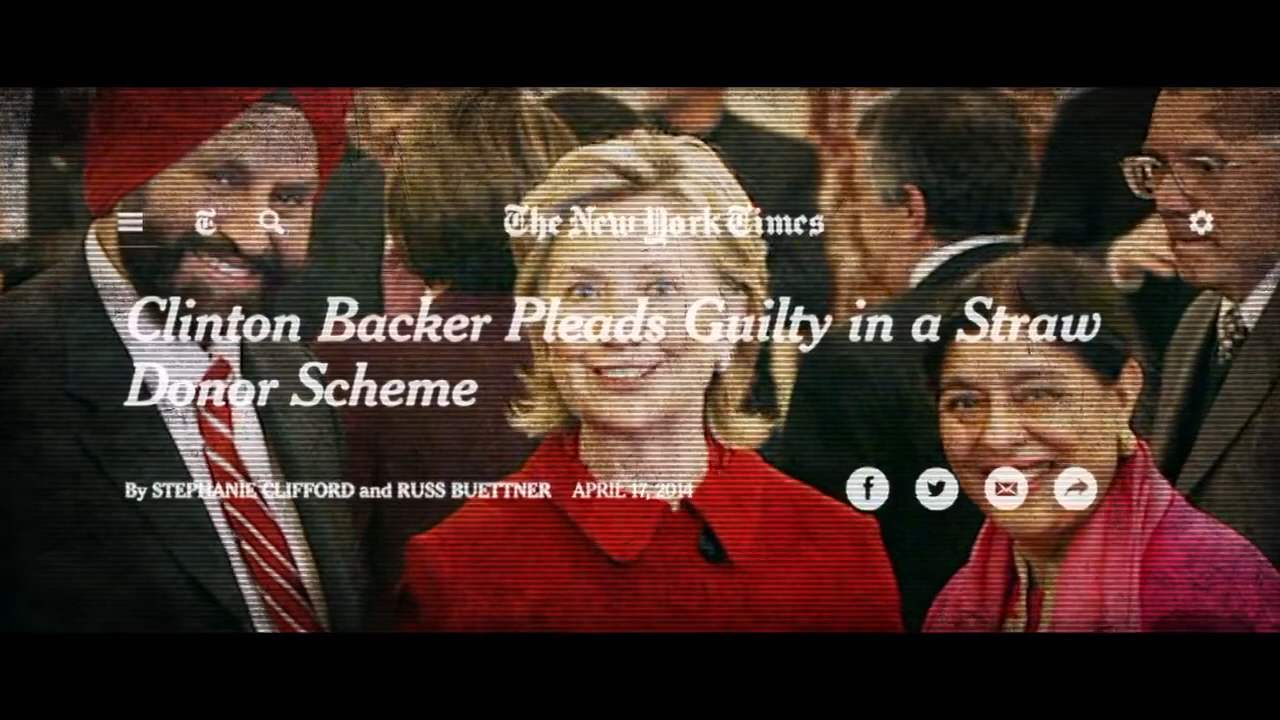 The New York Times
Clinton Backer Pleads Guilty in a Straw
Donor Scheme
By STEPHANIE CLIFFORD and RUSS BUETTNER APRIL 17, 2014